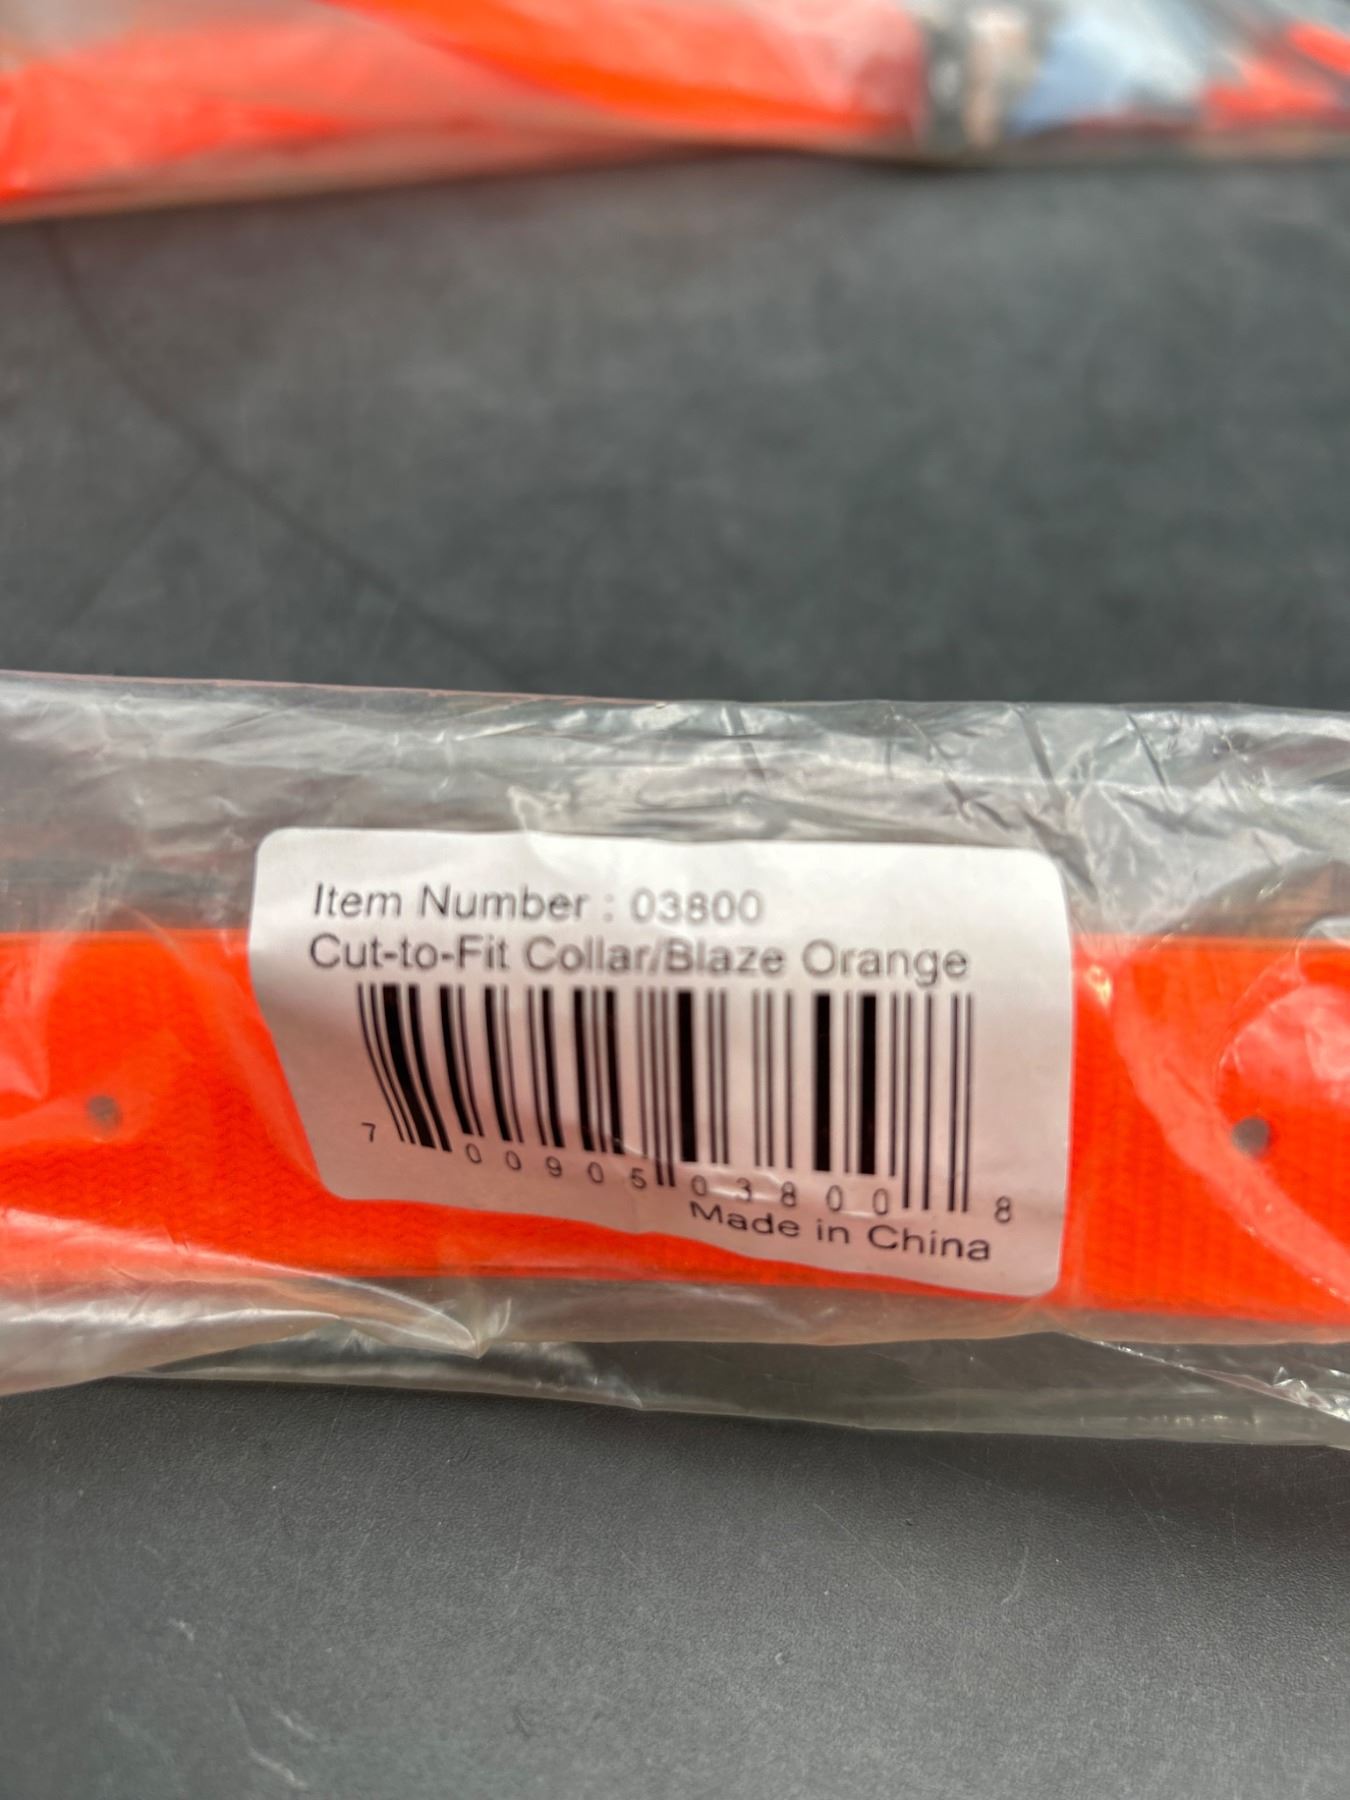 Item Number : 03800
Cut-to-Fit Collar/Blaze Orange
7 00905 03800 8
Made in China